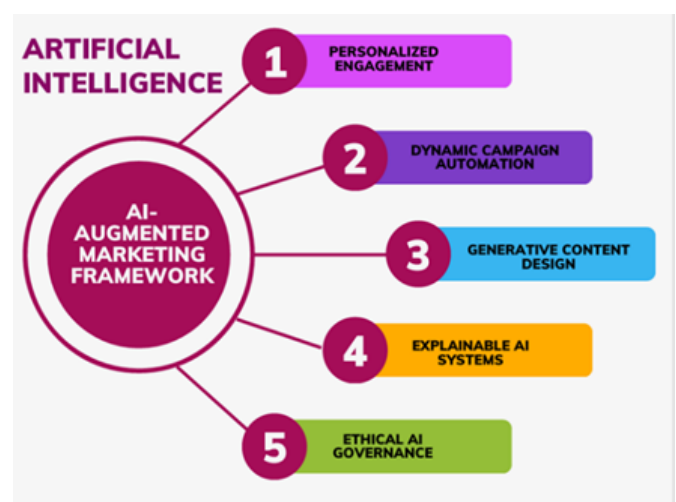 ARTIFICIAL
INTELLIGENCE
1
PERSONALIZED
ENGAGEMENT
2
DYNAMIC CAMPAIGN
AUTOMATION
AI-
AUGMENTED
MARKETING
FRAMEWORK
3
GENERATIVE CONTENT
DESIGN
4
EXPLAINABLE AI
SYSTEMS
5
ETHICAL AI
GOVERNANCE